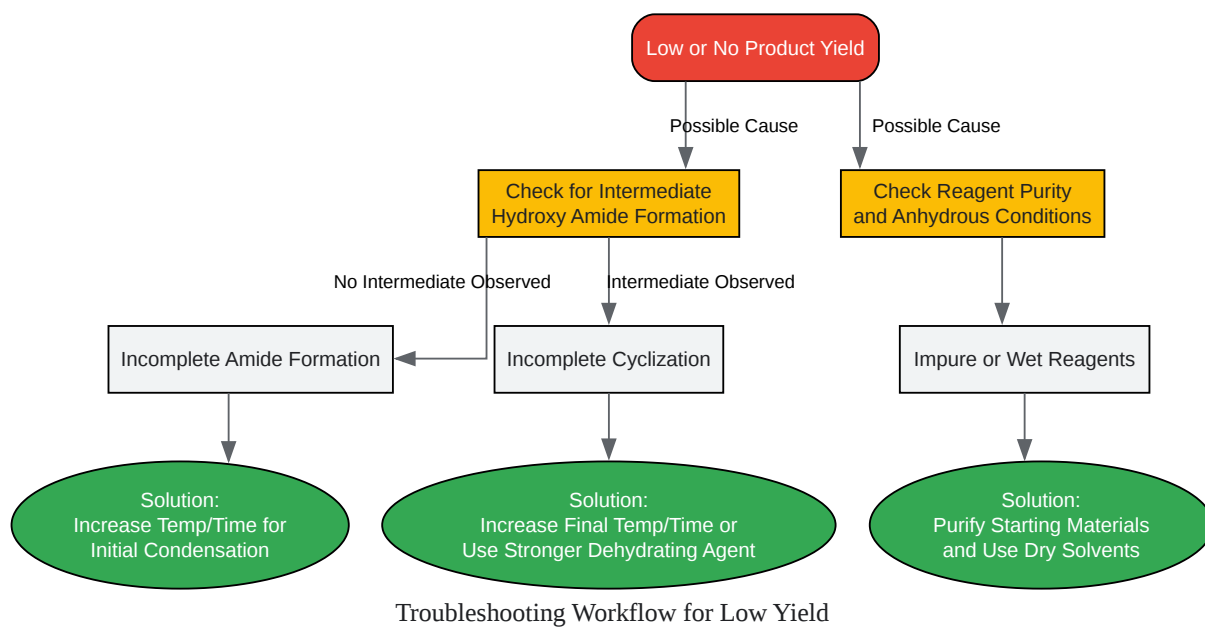 Low or No Product Yield
Possible Cause
Possible Cause
Check for Intermediate
Hydroxy Amide Formation
Check Reagent Purity
and Anhydrous Conditions
No Intermediate Observed
Intermediate Observed
Incomplete Amide Formation
Incomplete Cyclization
Impure or Wet Reagents
Solution:
Increase Temp/Time for
Initial Condensation
Solution:
Increase Final Temp/Time or
Use Stronger Dehydrating Agent
Solution:
Purify Starting Materials
and Use Dry Solvents
Troubleshooting Workflow for Low Yield